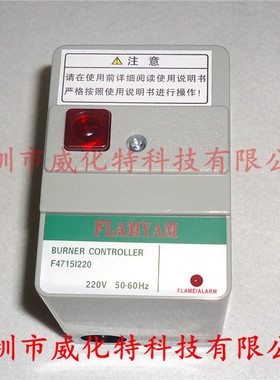 ⚠ 注 意
请在使用前详细阅读使用说明书
严格按照使用说明书进行操作!
圳市威化特科技有限
FLAMYAM
BURNER CONTROLLER
F4715I220
220V 50-60Hz
FLAME/ALARM
圳市威化特科技有限